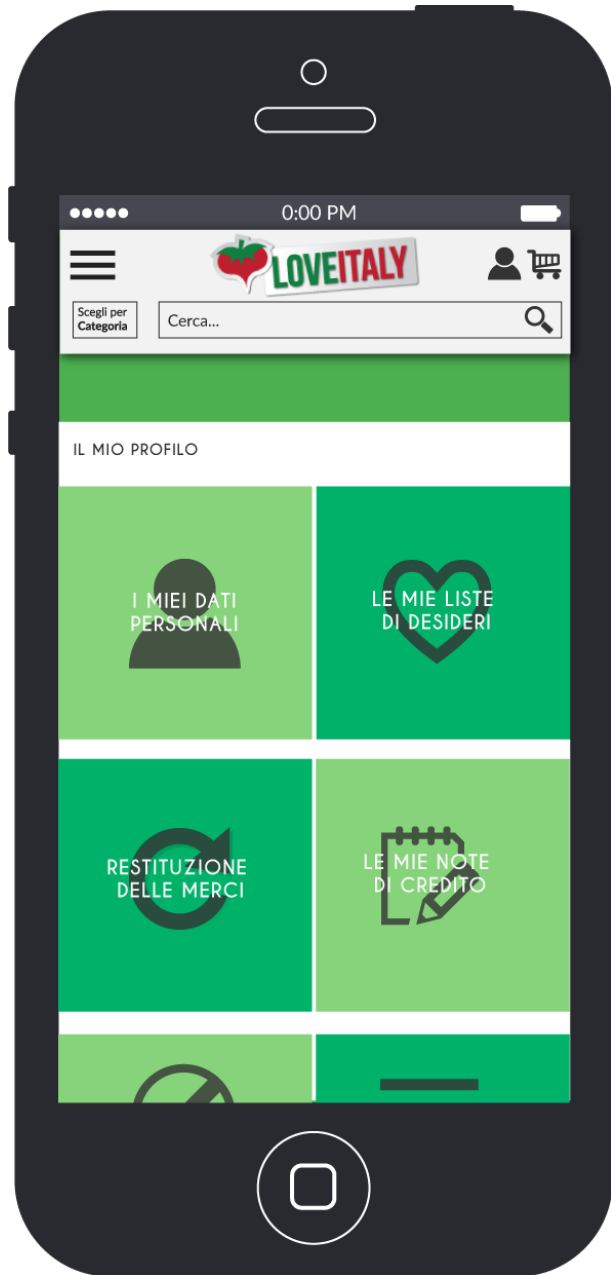 0:00 PM
LOVEITALY
Scegli per
Categoria
Cerca...
IL MIO PROFILO
I MIEI DATI
PERSONALI
LE MIE LISTE
DI DESIDERI
RESTITUZIONE
DELLE MERCI
LE MIE NOTE
DI CREDITO